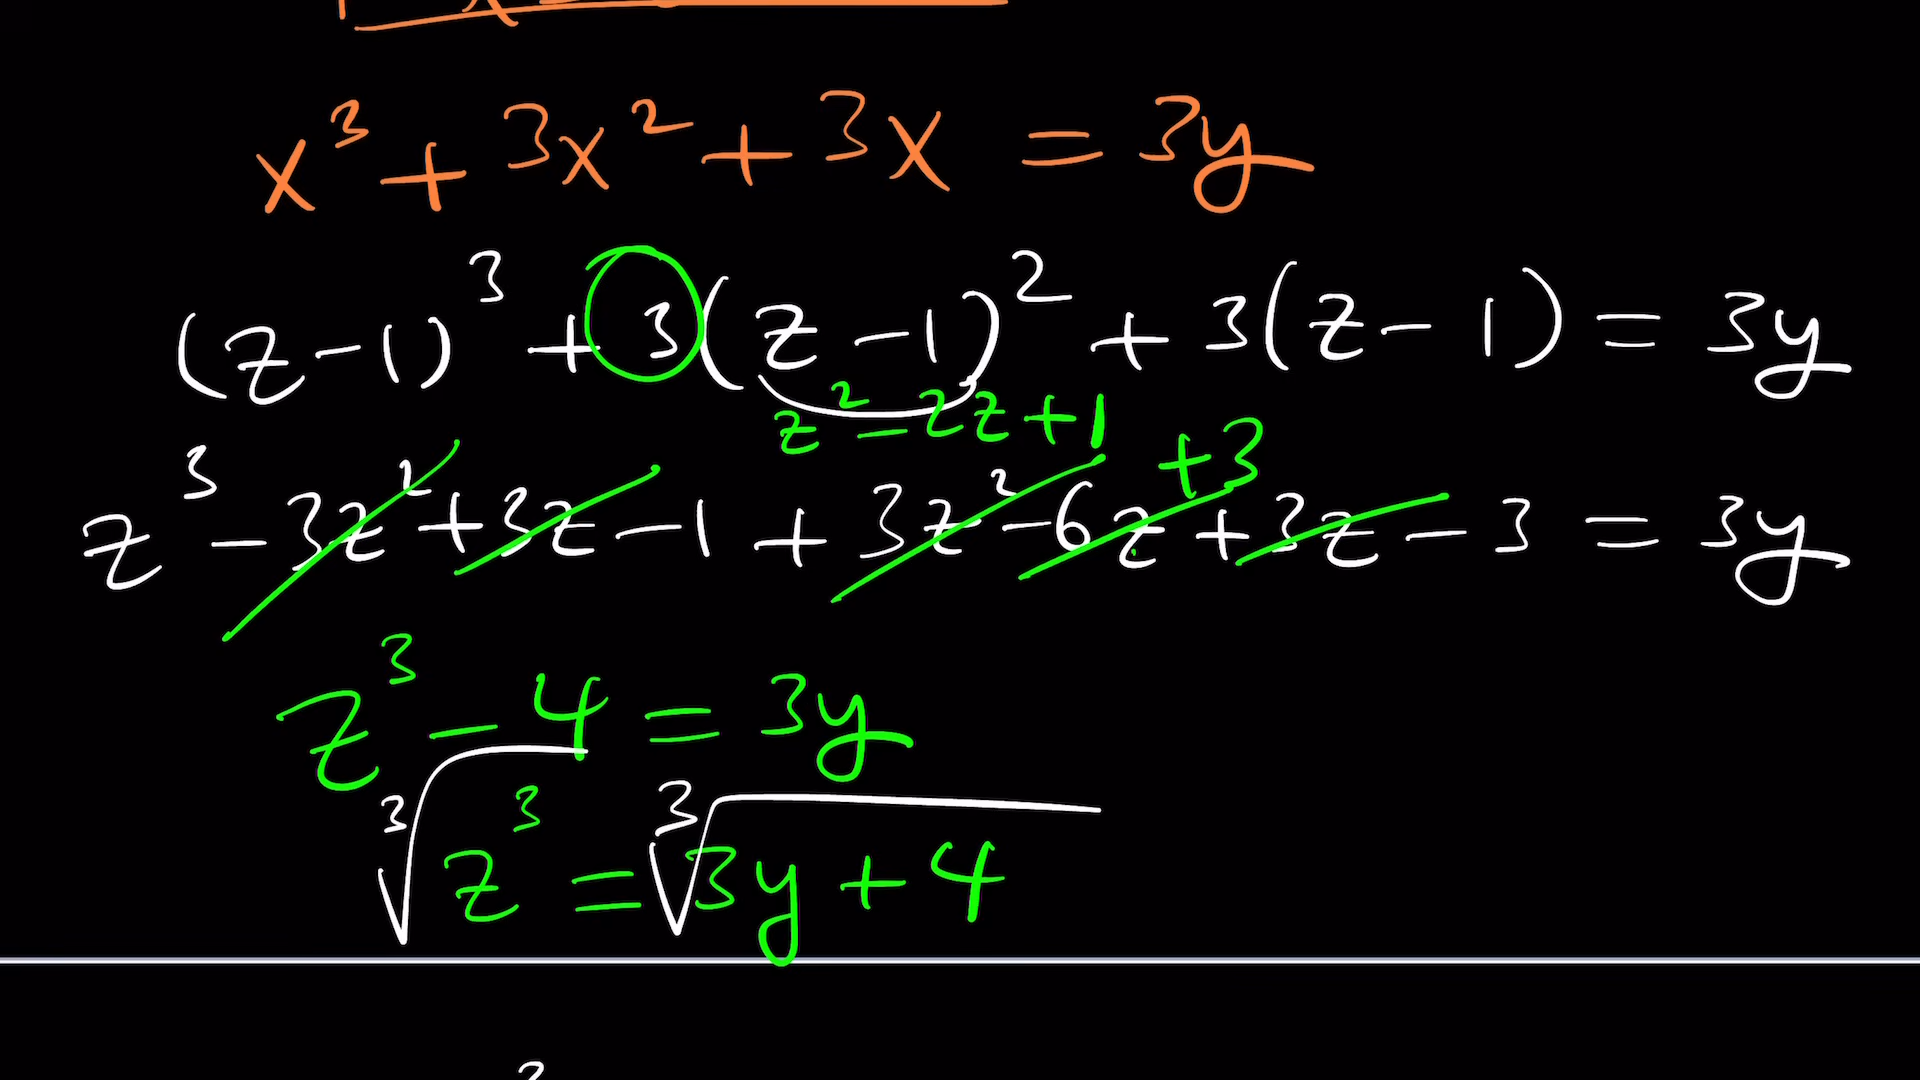 x³ + 3x² + 3x = 3y
(z-1)³ + 3(z-1)² + 3(z-1) = 3y
z²-2z+1
+3
z³ - 3z² + 3z - 1 + 3z² - 6z + 3z - 3 = 3y
z³ - 4 = 3y
∛z³ = ∛3y + 4